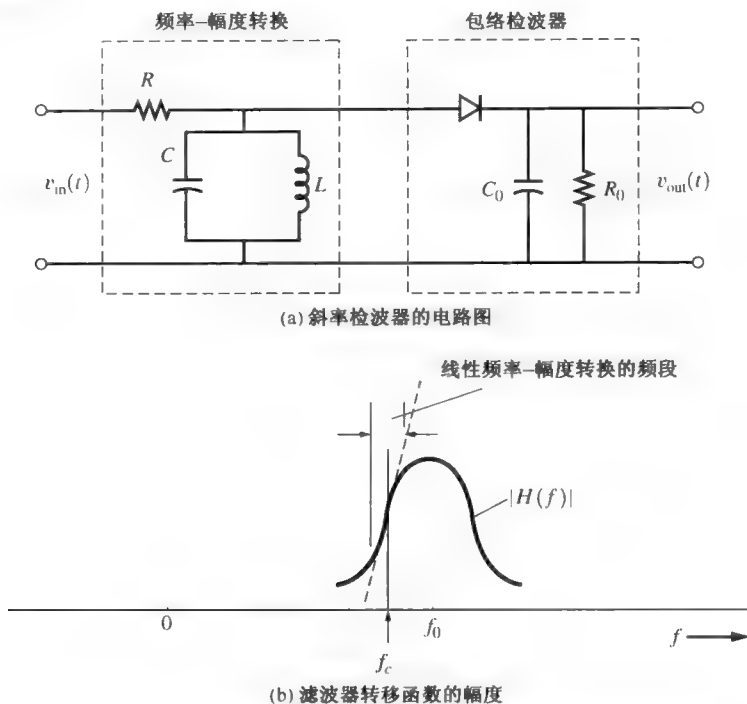 频率-幅度转换
包络检波器
R
C
L
v_in(t)
C_0
R_0
v_out(t)
(a) 斜率检波器的电路图
线性频率-幅度转换的频段
|H(f)|
0
f_0
f
f_c
(b) 滤波器转移函数的幅度